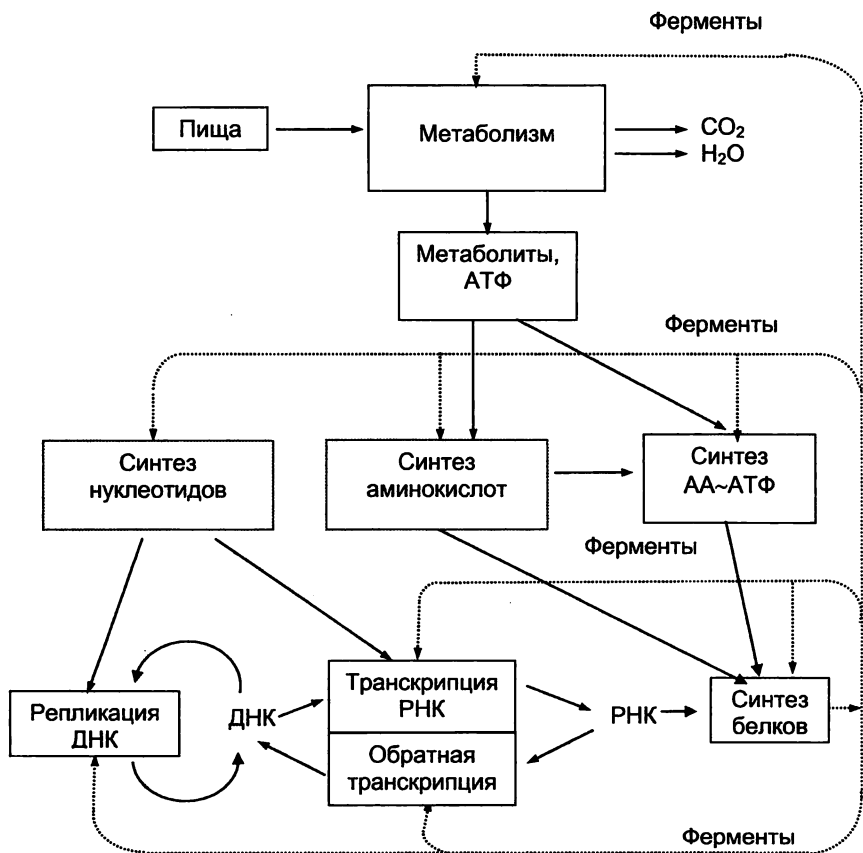 Ферменты
Пища
Метаболизм
CO₂
H₂O
Метаболиты,
АТФ
Ферменты
Синтез
нуклеотидов
Синтез
аминокислот
Синтез
АА~АТФ
Ферменты
Репликация
ДНК
ДНК
Транскрипция
РНК
Обратная
транскрипция
РНК
Синтез
белков
Ферменты